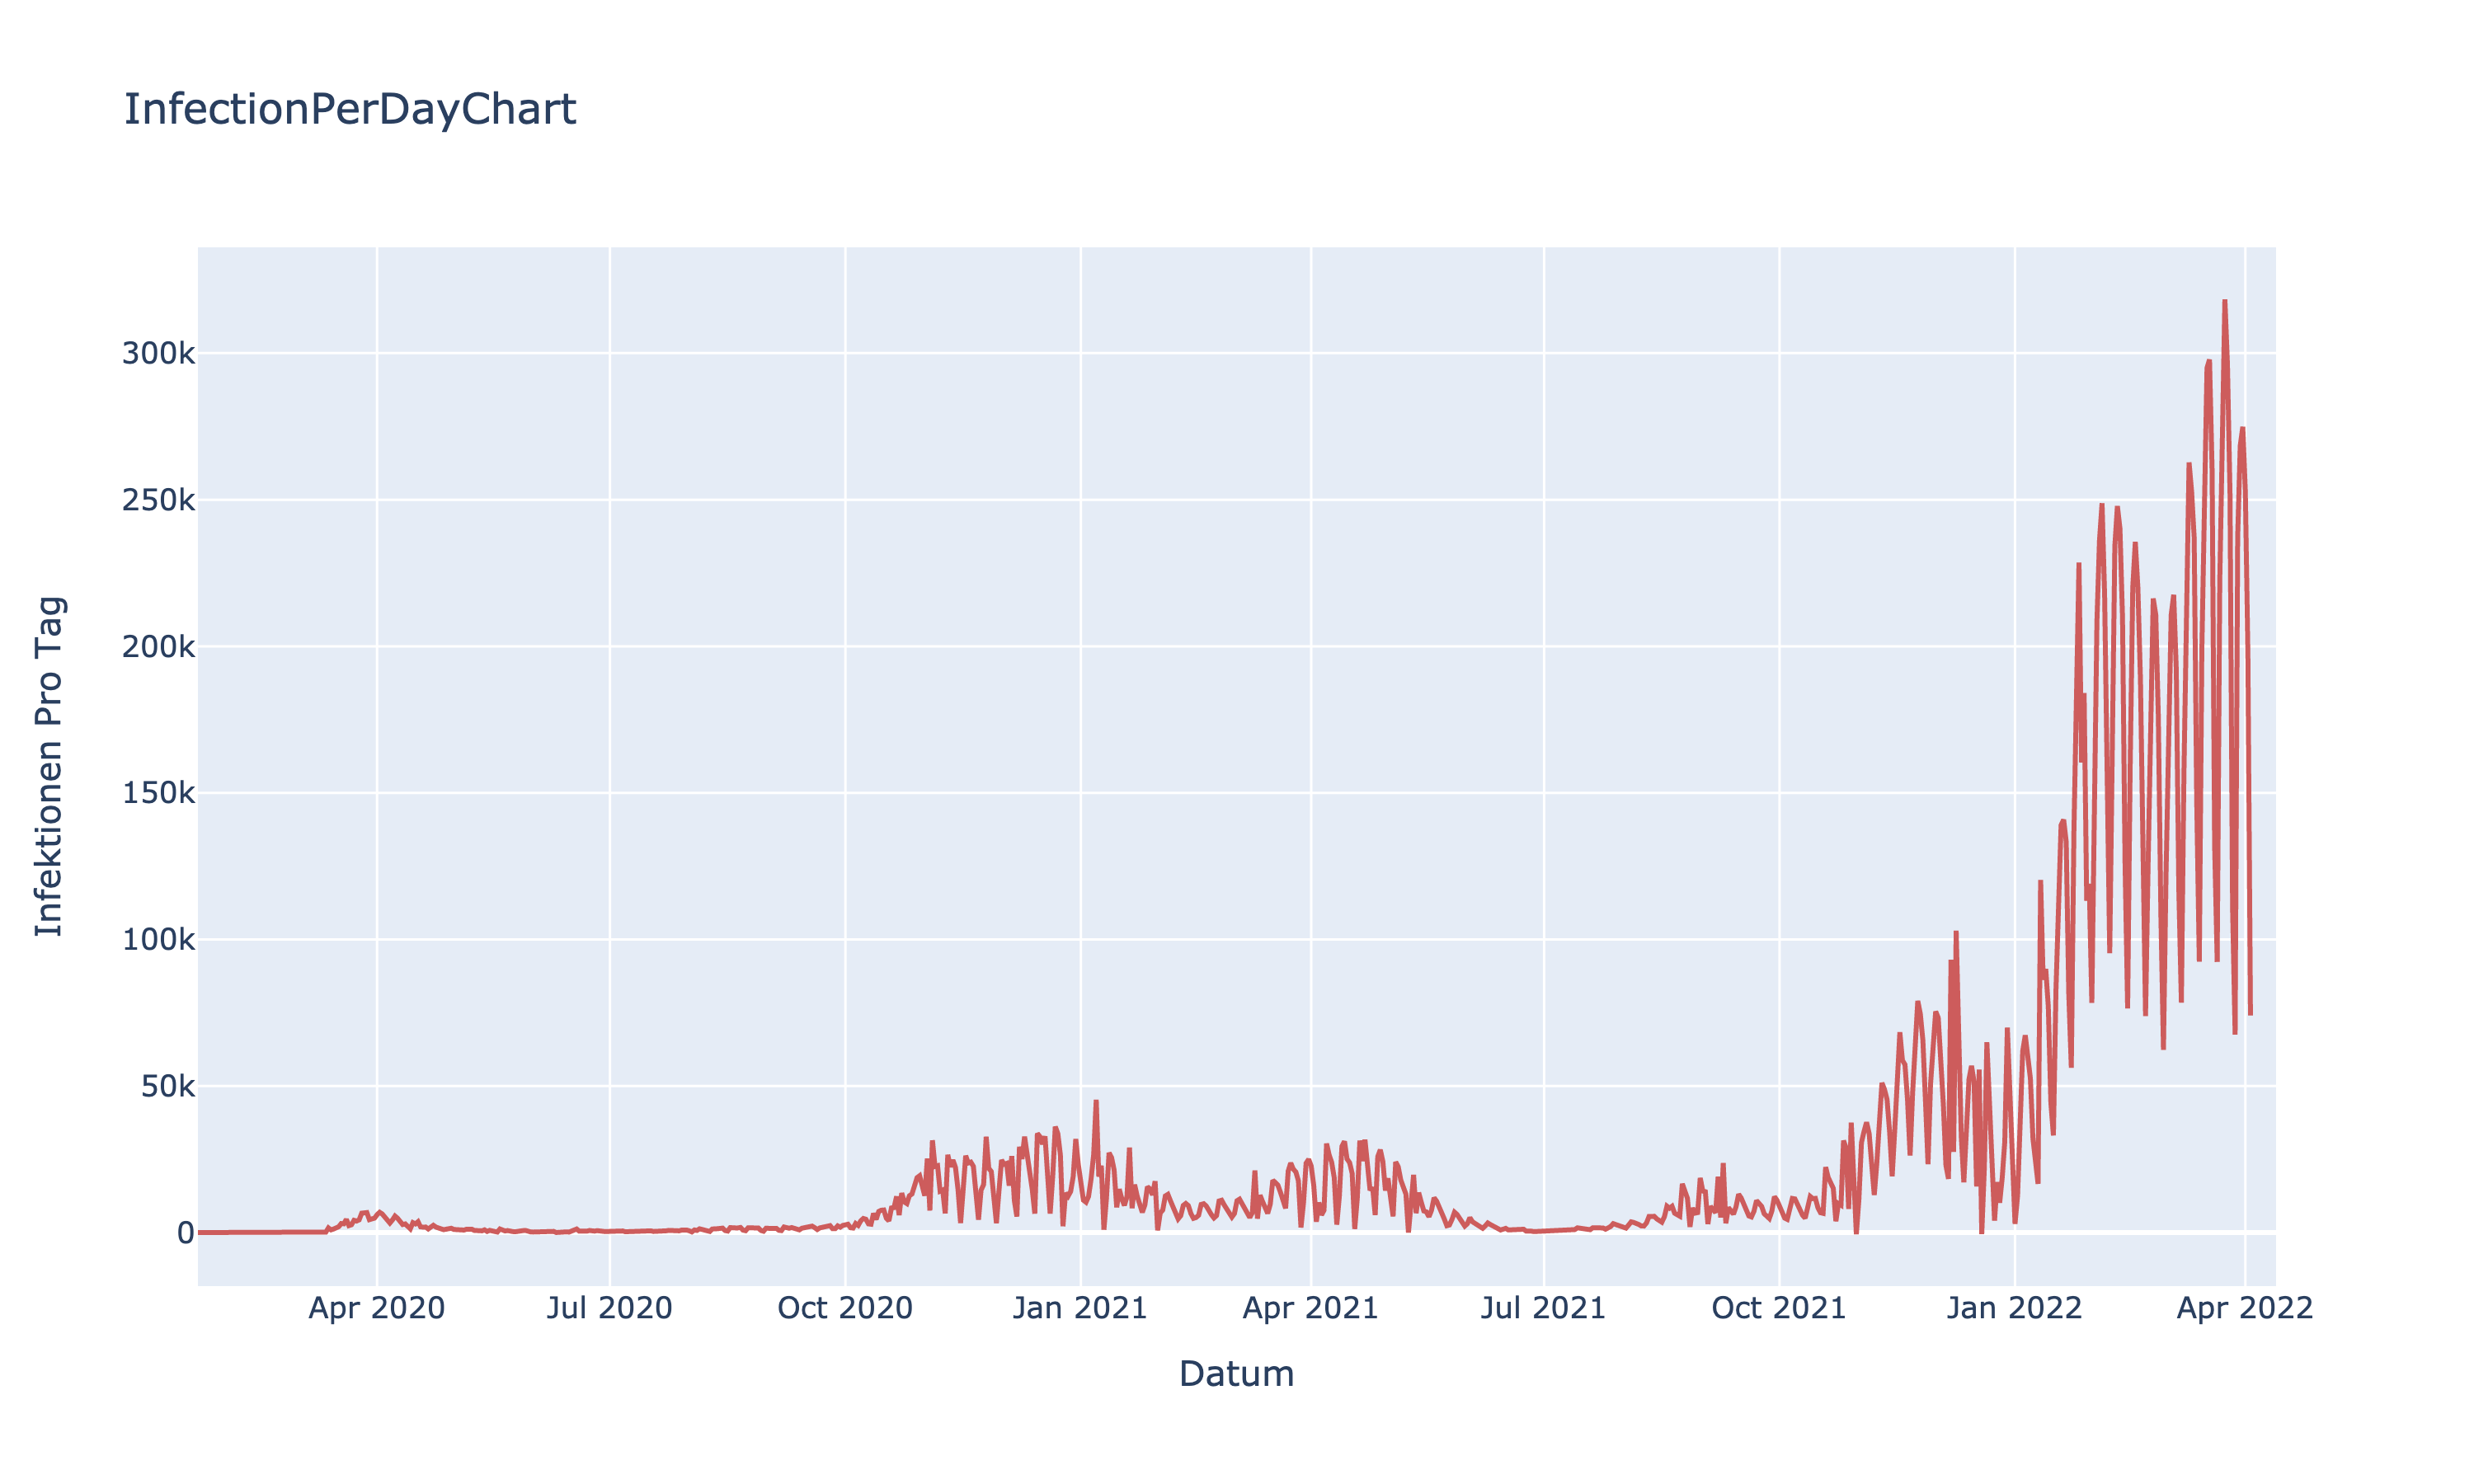 InfectionPerDayChart
Infektionen Pro Tag
300k
250k
200k
150k
100k
50k
0
Apr 2020
Jul 2020
Oct 2020
Jan 2021
Apr 2021
Jul 2021
Oct 2021
Jan 2022
Apr 2022
Datum